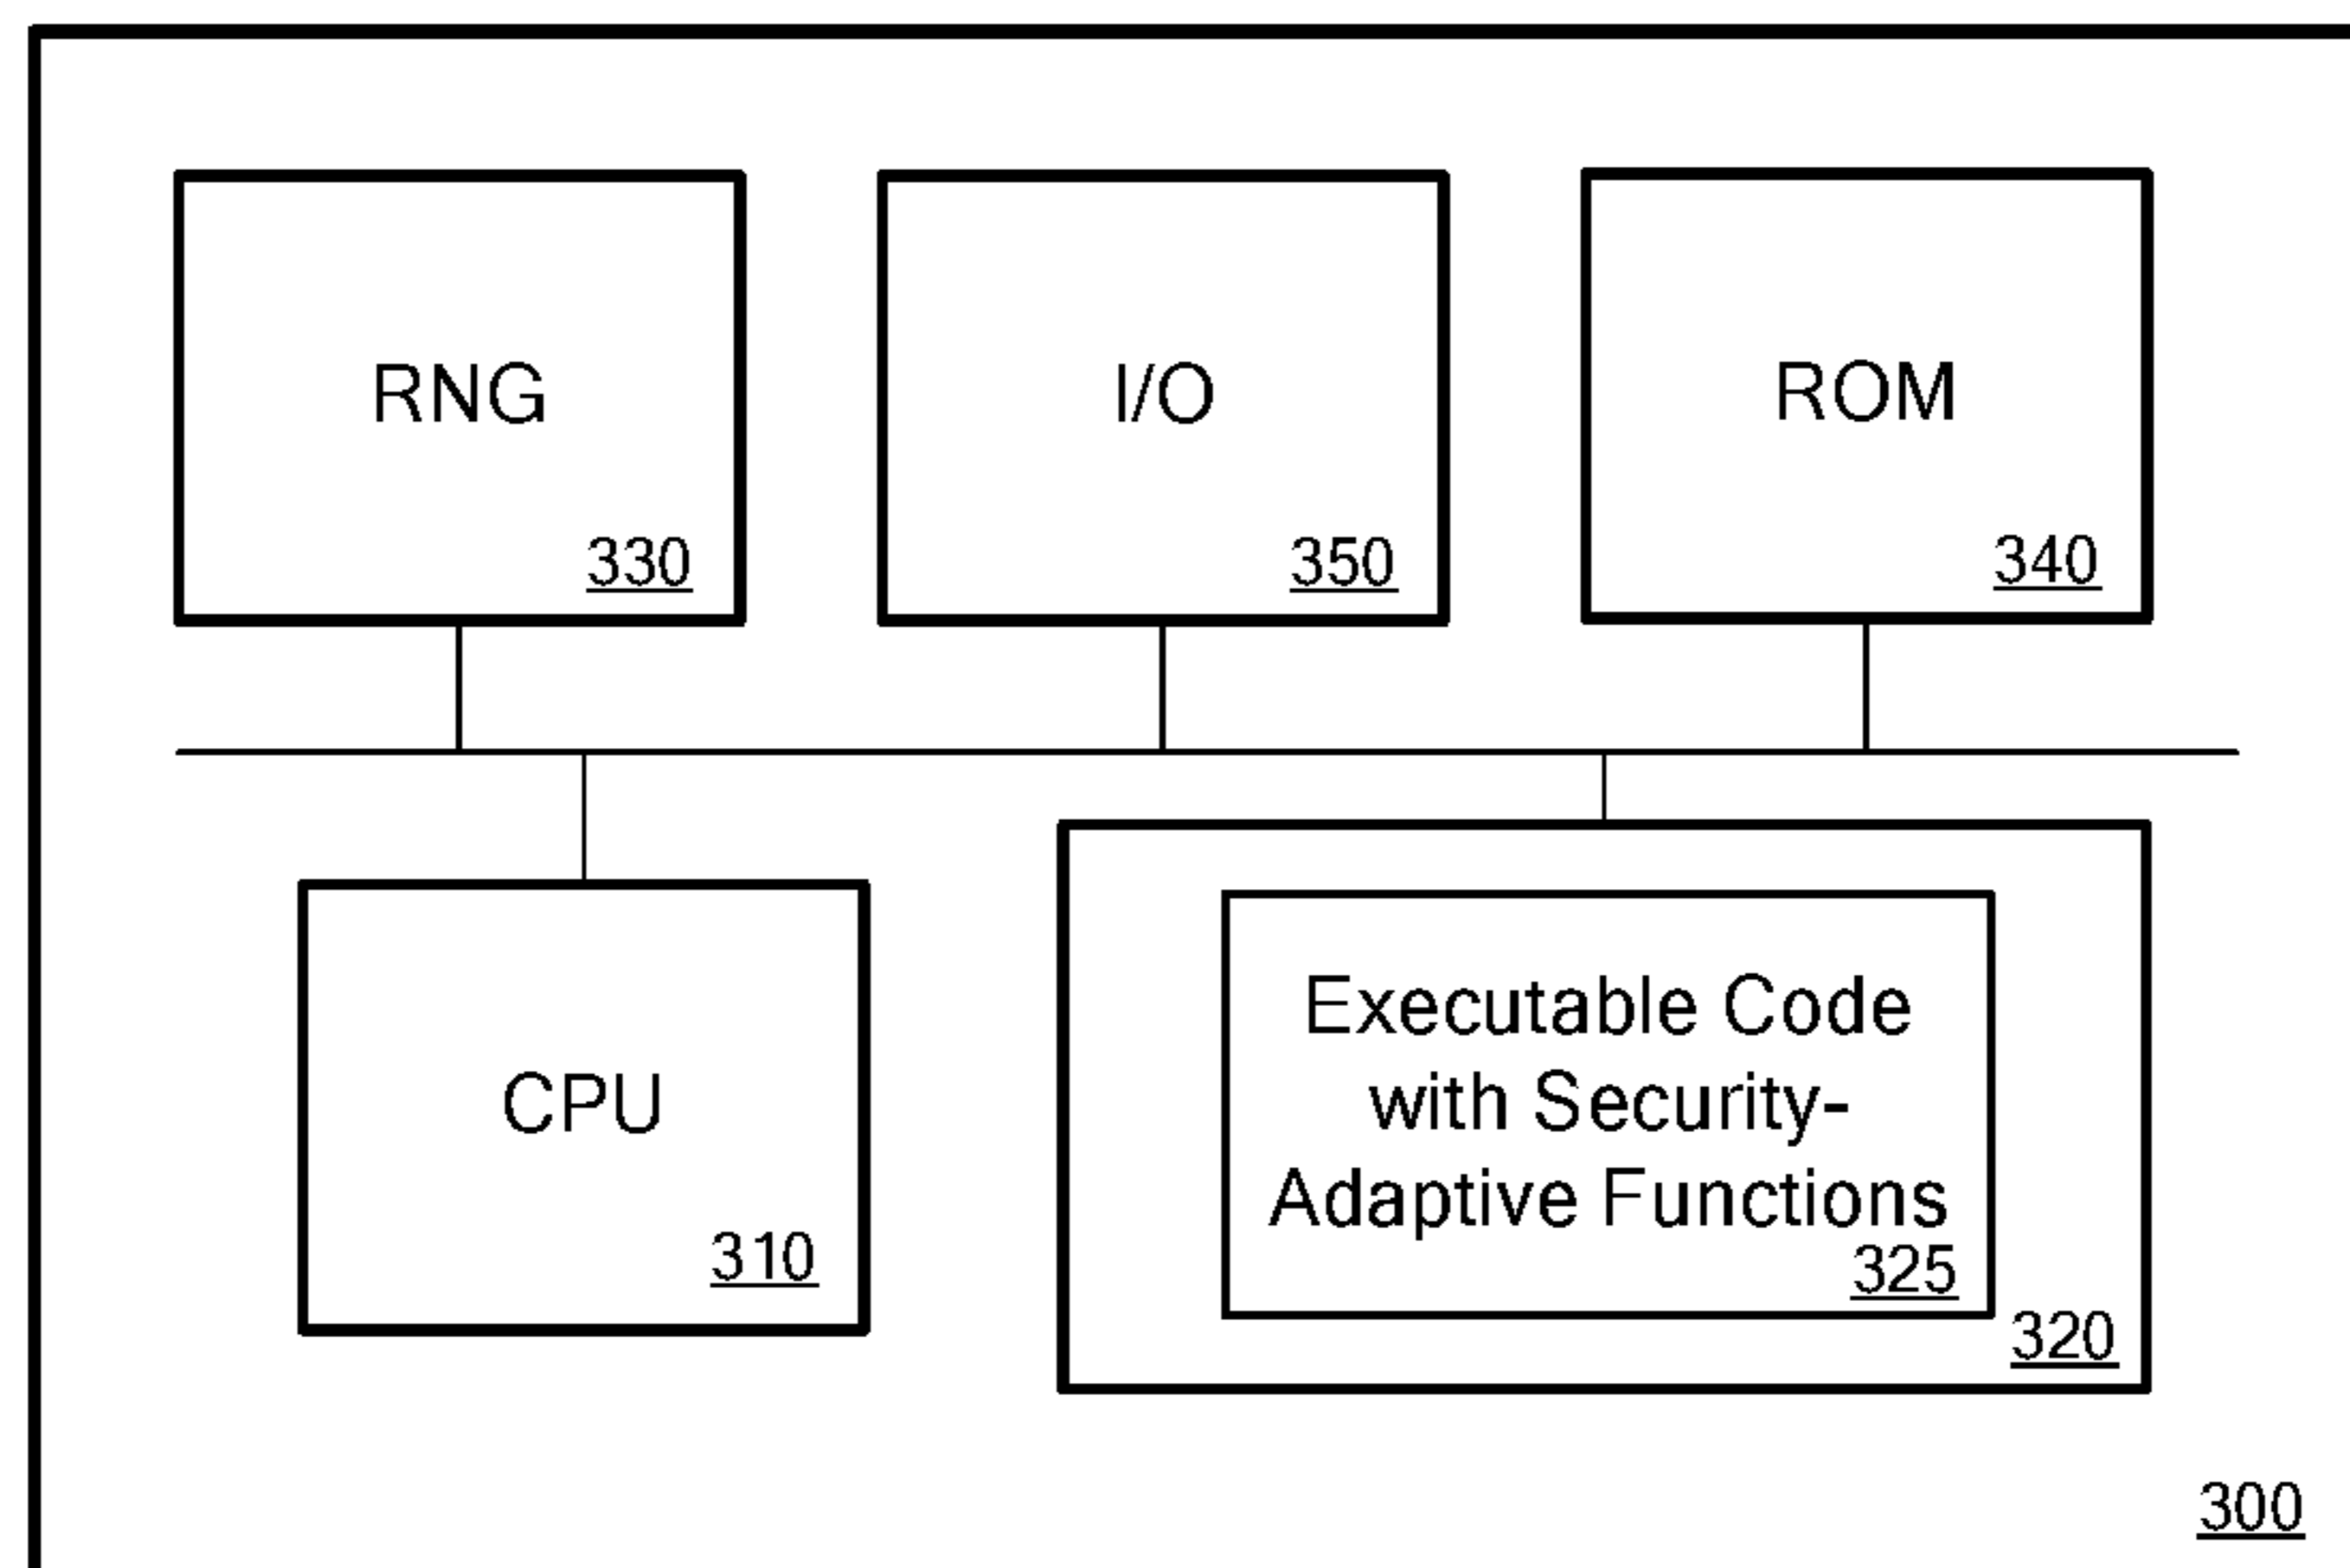 RNG
330
I/O
350
ROM
340
CPU
310
Executable Code
with Security-
Adaptive Functions
325
320
300